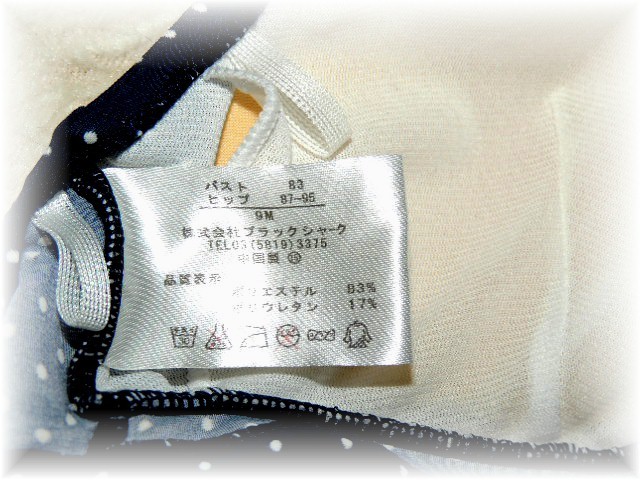 バスト 83
ヒップ 87-95
9M
株式会社ブラックシャーク
TEL03(5819)3375
中国製
品質表示
ポリエステル 83%
ポリウレタン 17%